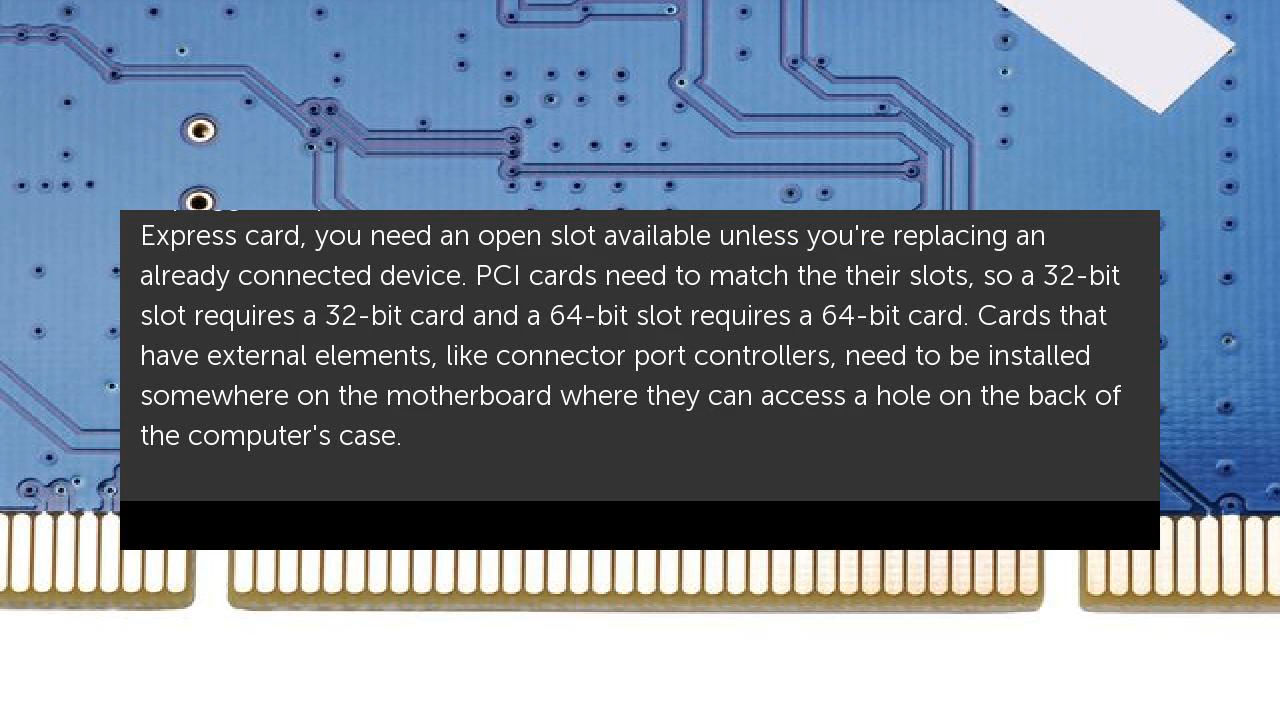 Express card, you need an open slot available unless you're replacing an
already connected device. PCI cards need to match the their slots, so a 32-bit
slot requires a 32-bit card and a 64-bit slot requires a 64-bit card. Cards that
have external elements, like connector port controllers, need to be installed
somewhere on the motherboard where they can access a hole on the back of
the computer's case.